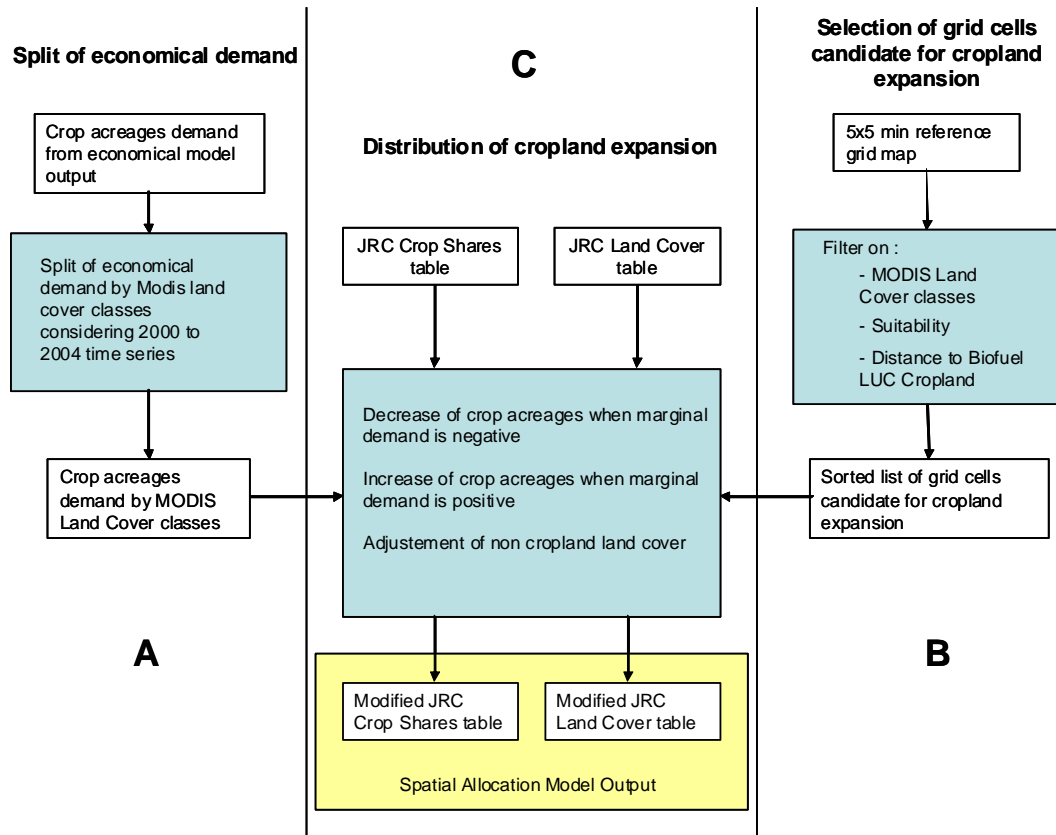 Split of economical demand
Crop acreages demand
from economical model
output
Split of economical
demand by Modis land
cover classes
considering 2000 to
2004 time series
Crop acreages
demand by MODIS
Land Cover classes
A
C
Distribution of cropland expansion
JRC Crop Shares
table
JRC Land Cover
table
Decrease of crop acreages when marginal
demand is negative
Increase of crop acreages when marginal
demand is positive
Adjustement of non cropland land cover
Modified JRC
Crop Shares table
Modified JRC
Land Cover table
Spatial Allocation Model Output
Selection of grid cells
candidate for cropland
expansion
5x5 min reference
grid map
Filter on :
- MODIS Land
Cover classes
- Suitability
- Distance to Biofuel
LUC Cropland
Sorted list of grid cells
candidate for cropland
expansion
B